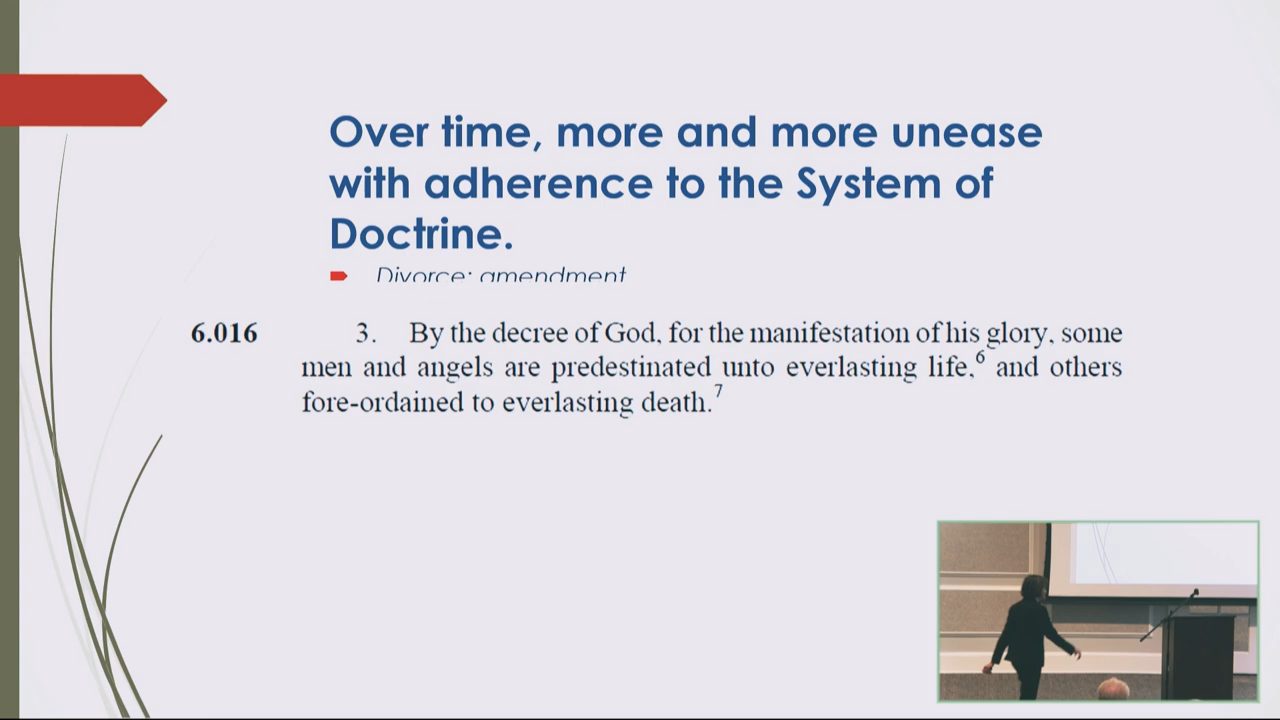 Over time, more and more unease
with adherence to the System of
Doctrine.
Divorce: amendment
6.016 3. By the decree of God, for the manifestation of his glory, some
men and angels are predestinated unto everlasting life,6 and others
fore-ordained to everlasting death.7